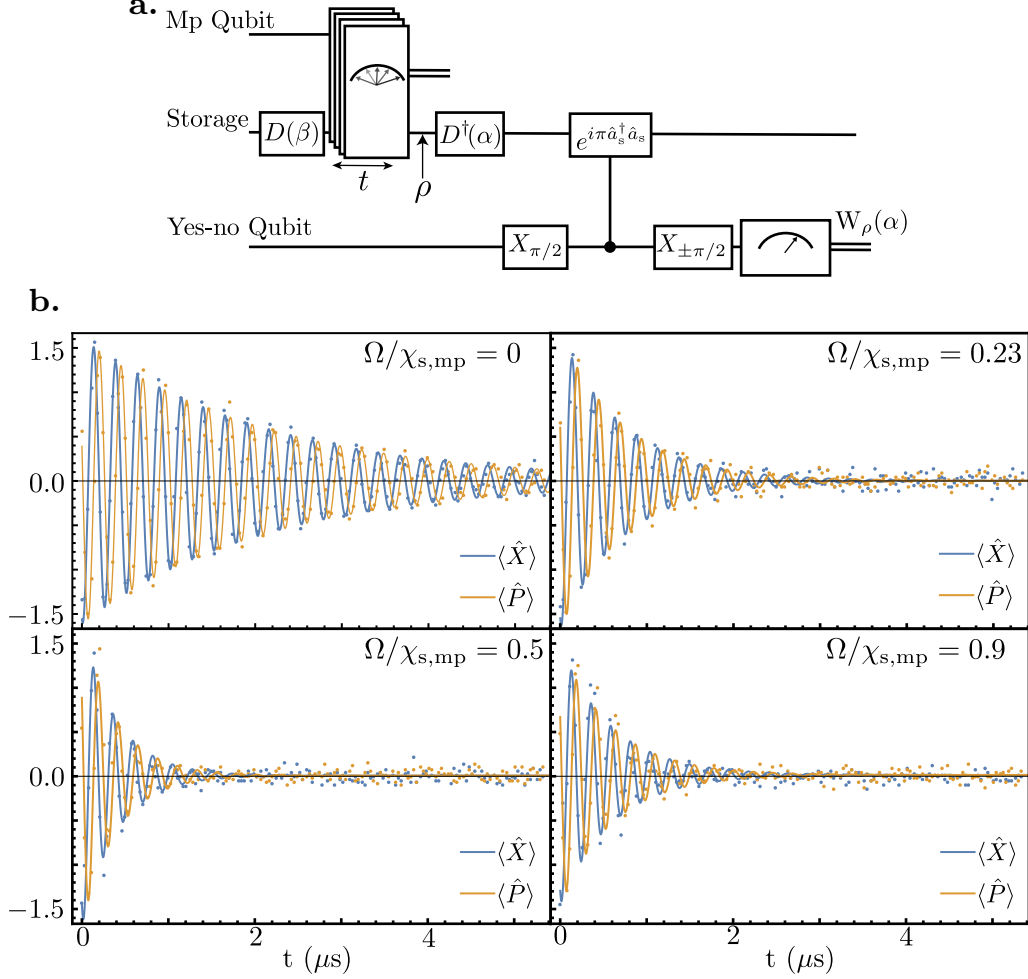 a.
Mp Qubit
Storage
D(β)
D†(α)
e^{iπâ_s^†â_s}
t
ρ
Yes-no Qubit
X_{π/2}
X_{±π/2}
W_ρ(α)
b.
Ω/χ_{s,mp} = 0
Ω/χ_{s,mp} = 0.23
1.5
0.0
−1.5
⟨X̂⟩
⟨P̂⟩
⟨X̂⟩
⟨P̂⟩
Ω/χ_{s,mp} = 0.5
Ω/χ_{s,mp} = 0.9
1.5
0.0
−1.5
⟨X̂⟩
⟨P̂⟩
⟨X̂⟩
⟨P̂⟩
0 2 4
0 2 4
t (μs)
t (μs)